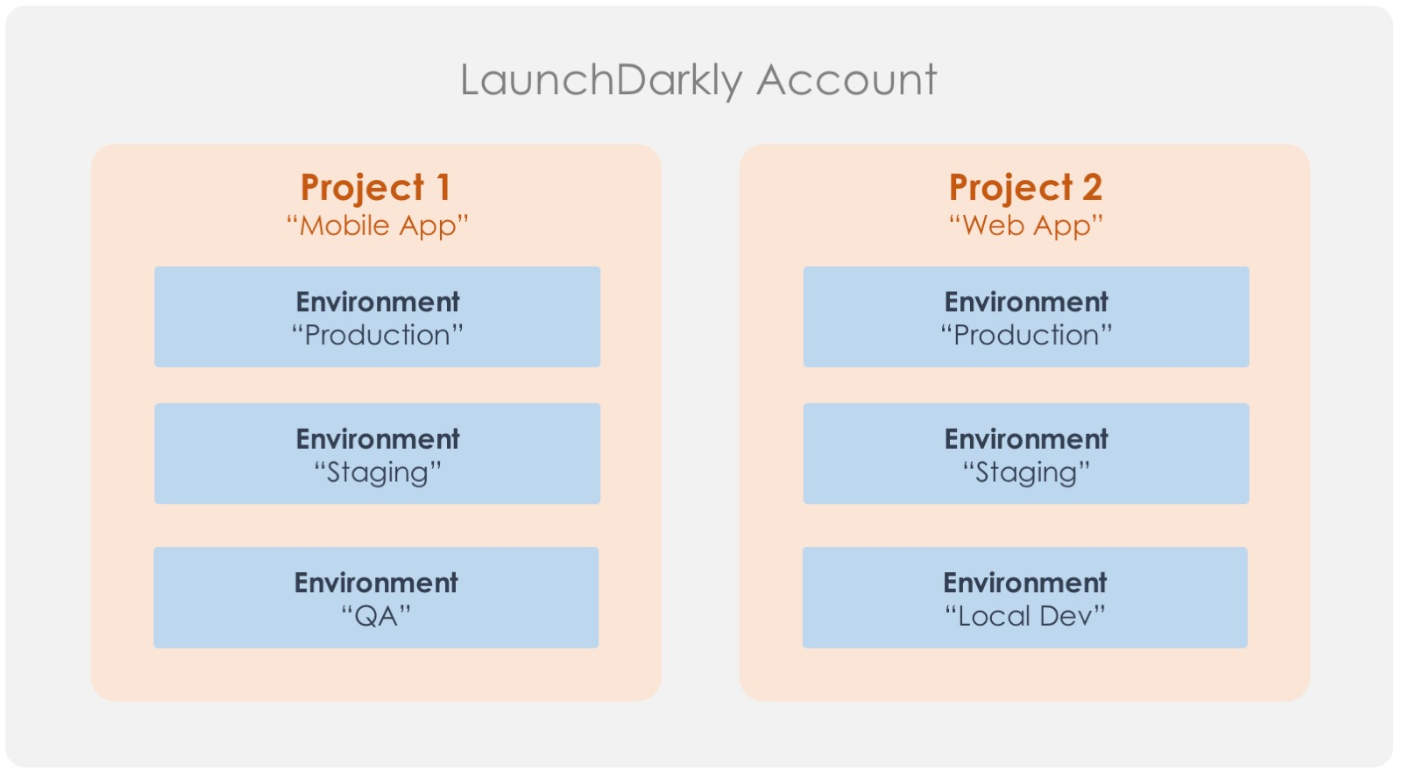 LaunchDarkly Account
Project 1
“Mobile App”
Environment
“Production”
Environment
“Staging”
Environment
“QA”
Project 2
“Web App”
Environment
“Production”
Environment
“Staging”
Environment
“Local Dev”